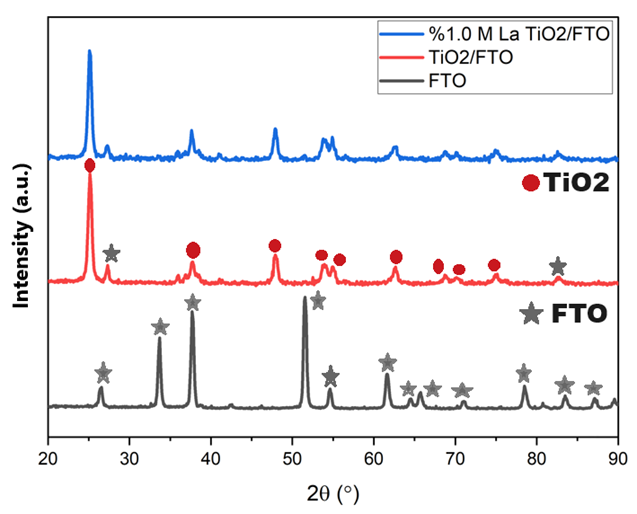 %1.0 M La TiO2/FTO
TiO2/FTO
FTO
TiO2
FTO
Intensity (a.u.)
20 30 40 50 60 70 80 90
2θ (°)